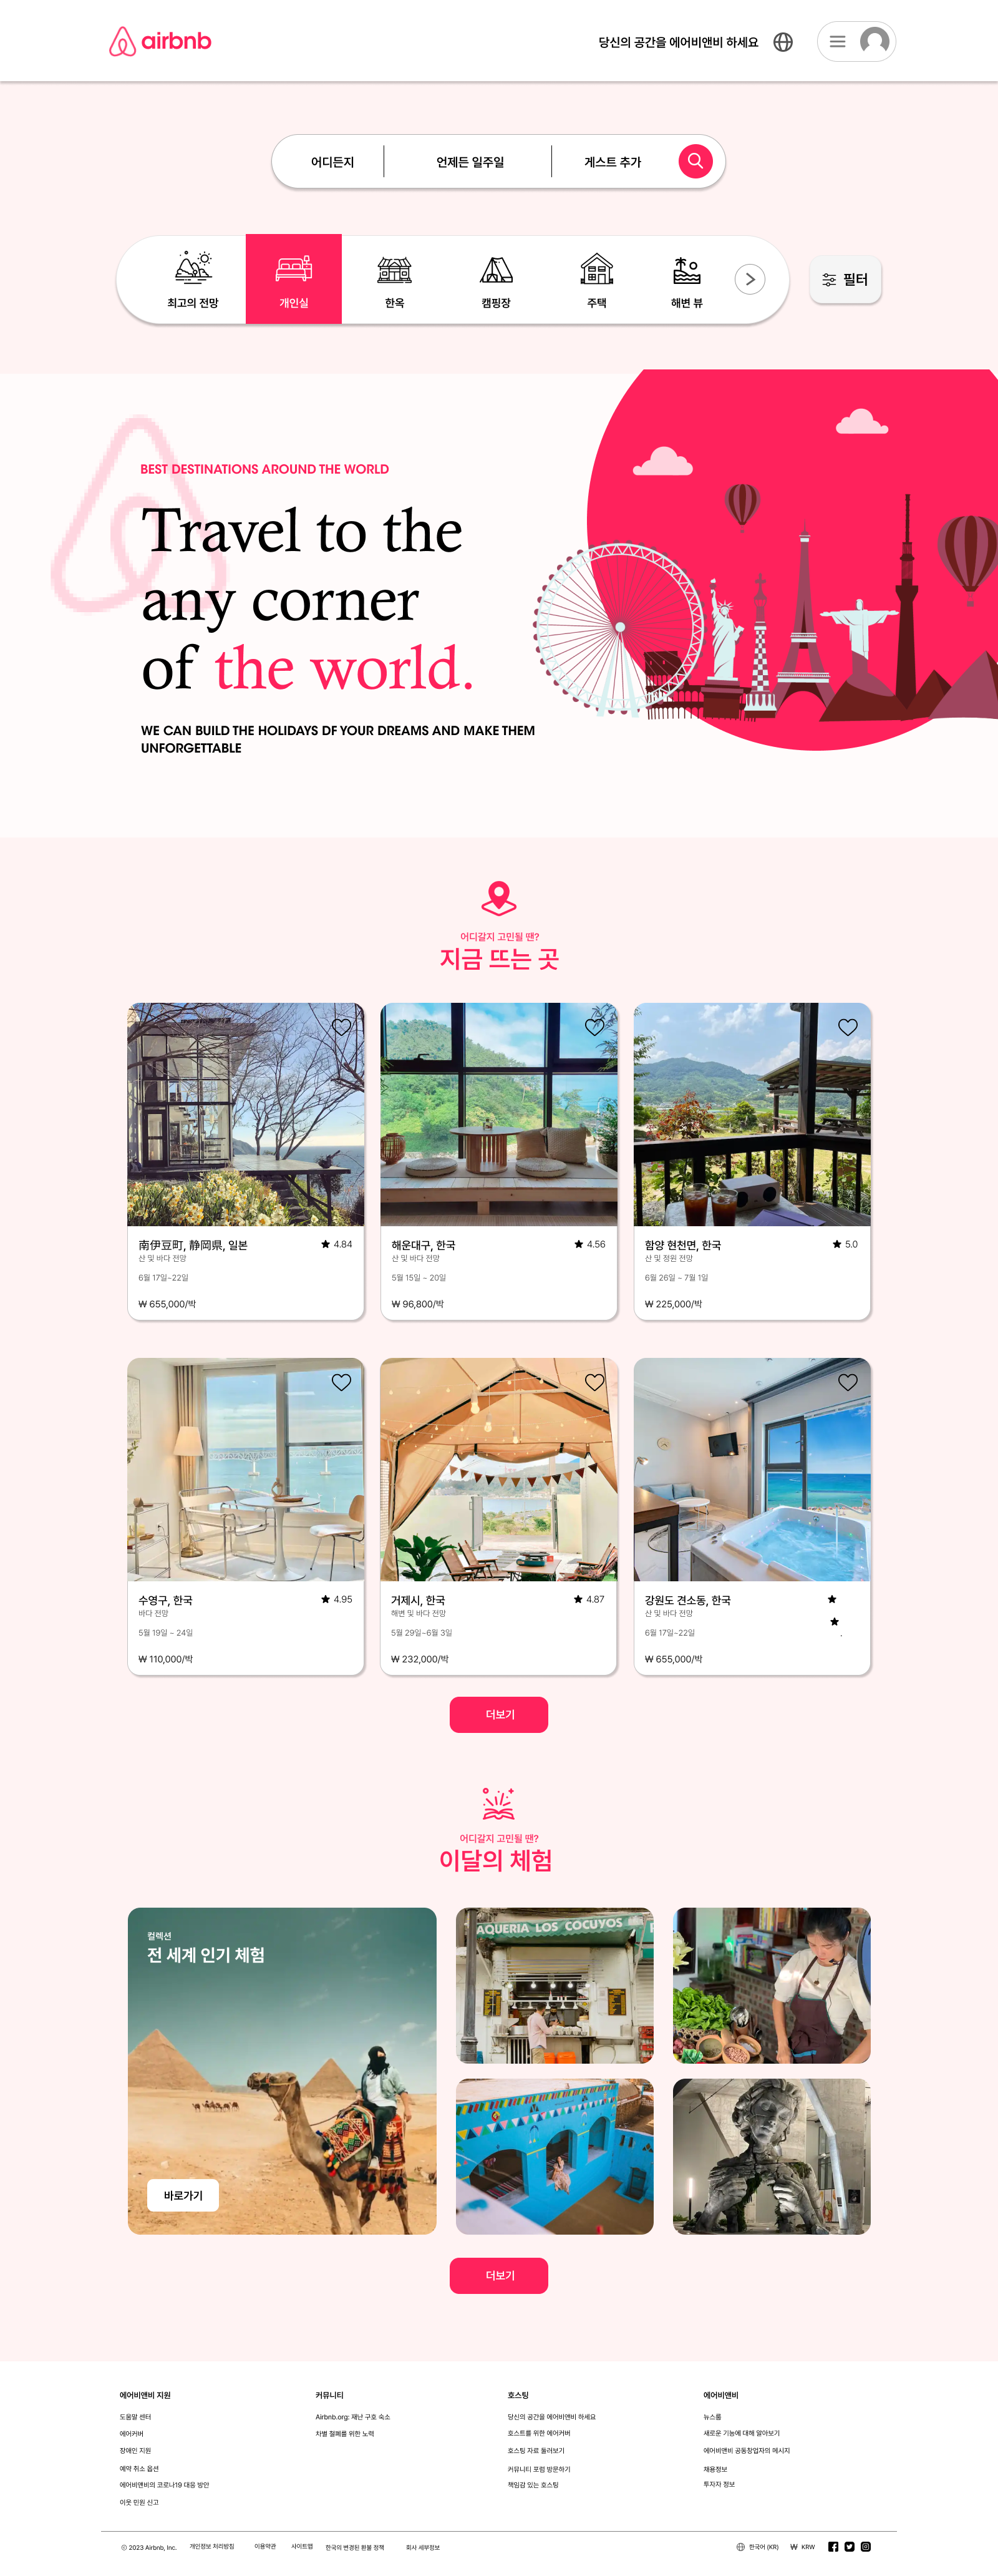 airbnb
당신의 공간을 에어비앤비 하세요
어디든지
언제든 일주일
게스트 추가
최고의 전망
개인실
한옥
캠핑장
주택
해변 뷰
필터
BEST DESTINATIONS AROUND THE WORLD
Travel to the
any corner
of the world.
WE CAN BUILD THE HOLIDAYS DF YOUR DREAMS AND MAKE THEM
UNFORGETTABLE
어디갈지 고민될 땐?
지금 뜨는 곳
南伊豆町, 静岡県, 일본
★ 4.84
산 및 바다 전망
6월 17일~22일
₩ 655,000/박
해운대구, 한국
★ 4.56
산 및 바다 전망
5월 15일 ~ 20일
₩ 96,800/박
함양 현천면, 한국
★ 5.0
산 및 정원 전망
6월 26일 ~ 7월 1일
₩ 225,000/박
수영구, 한국
★ 4.95
바다 전망
5월 19일 ~ 24일
₩ 110,000/박
거제시, 한국
★ 4.87
해변 및 바다 전망
5월 29일~6월 3일
₩ 232,000/박
강원도 견소동, 한국
산 및 바다 전망
6월 17일~22일
₩ 655,000/박
더보기
어디갈지 고민될 땐?
이달의 체험
컬렉션
전 세계 인기 체험
바로가기
AQUERIA LOS COCUYOS
더보기
에어비앤비 지원
도움말 센터
에어커버
장애인 지원
예약 취소 옵션
에어비앤비의 코로나19 대응 방안
이웃 민원 신고
커뮤니티
Airbnb.org: 재난 구호 숙소
차별 철폐를 위한 노력
호스팅
당신의 공간을 에어비앤비 하세요
호스트를 위한 에어커버
호스팅 자료 둘러보기
커뮤니티 포럼 방문하기
책임감 있는 호스팅
에어비앤비
뉴스룸
새로운 기능에 대해 알아보기
에어비앤비 공동창업자의 메시지
채용정보
투자자 정보
© 2023 Airbnb, Inc.
개인정보 처리방침
이용약관
사이트맵
한국의 변경된 환불 정책
회사 세부정보
한국어 (KR)
₩ KRW